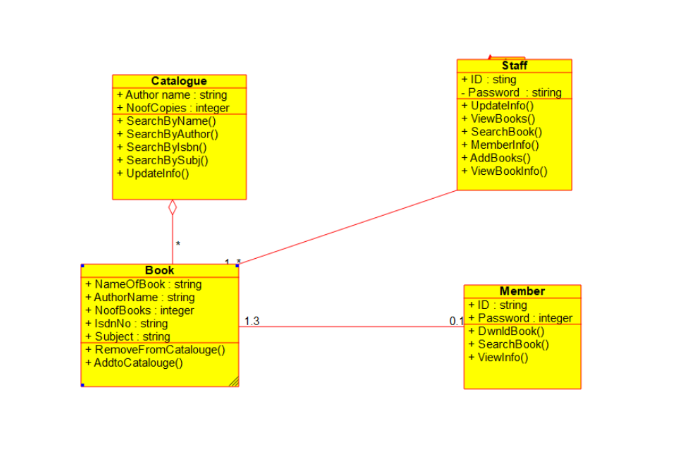 Catalogue
+ Author name : string
+ NoofCopies : integer
+ SearchByName()
+ SearchByAuthor()
+ SearchByIsbn()
+ SearchBySubj()
+ UpdateInfo()
Staff
+ ID : sting
- Password : stiring
+ UpdateInfo()
+ ViewBooks()
+ SearchBook()
+ MemberInfo()
+ AddBooks()
+ ViewBookInfo()
*
1..*
Book
+ NameOfBook : string
+ AuthorName : string
+ NoofBooks : integer
+ IsdnNo : string
+ Subject : string
+ RemoveFromCatalouge()
+ AddtoCatalouge()
1.3
0.1
Member
+ ID : string
+ Password : integer
+ DwnldBook()
+ SearchBook()
+ ViewInfo()